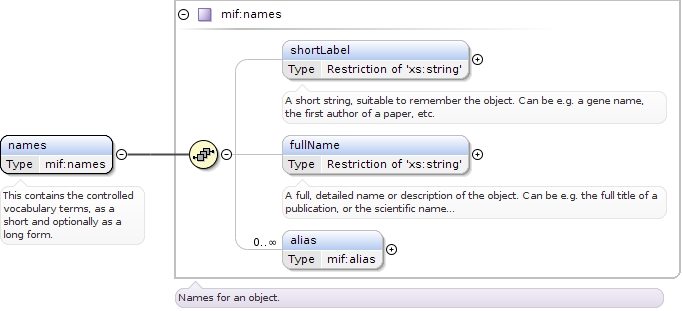 mif:names
shortLabel
Type Restriction of 'xs:string'
A short string, suitable to remember the object. Can be e.g. a gene name,
the first author of a paper, etc.
names
Type mif:names
This contains the controlled
vocabulary terms, as a
short and optionally as a
long form.
fullName
Type Restriction of 'xs:string'
A full, detailed name or description of the object. Can be e.g. the full title of a
publication, or the scientific name...
0..∞
alias
Type mif:alias
Names for an object.